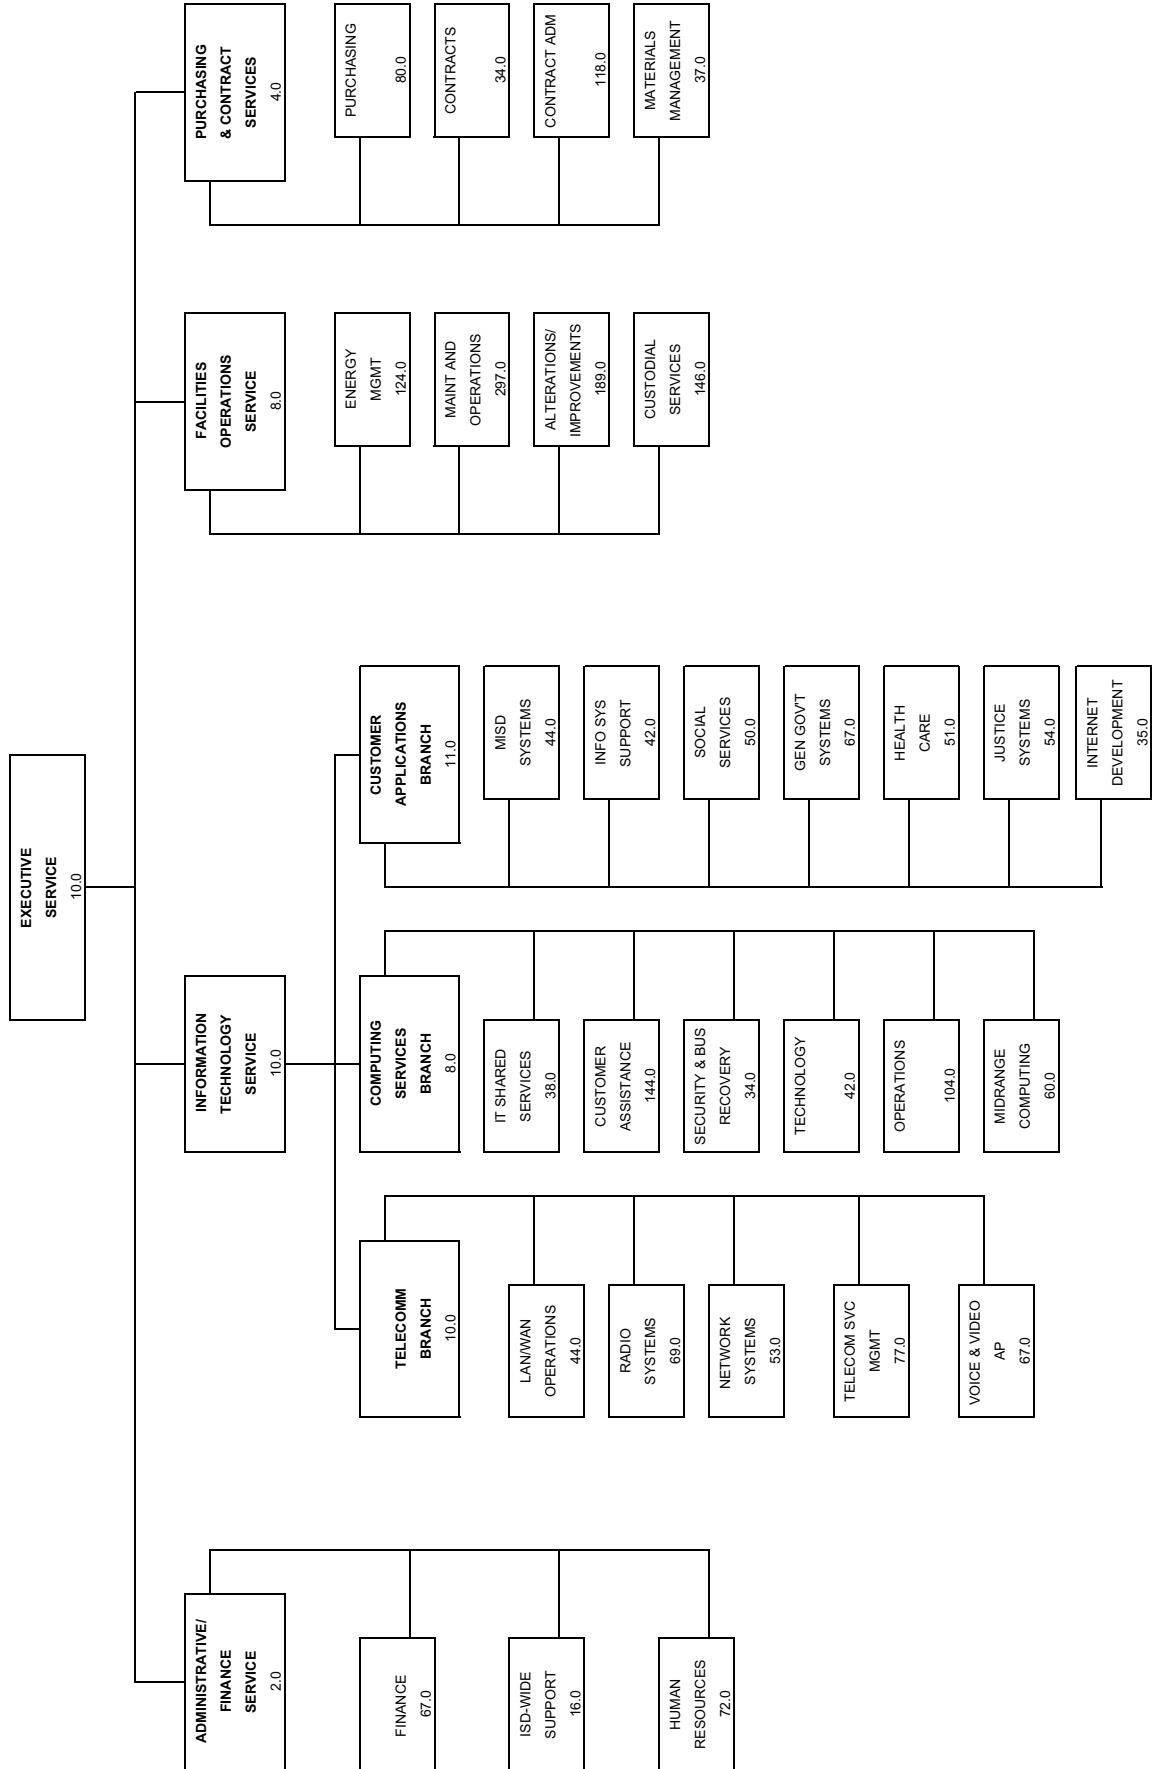 EXECUTIVE
SERVICE
10.0
ADMINISTRATIVE/
FINANCE
SERVICE
2.0
FINANCE
67.0
ISD-WIDE
SUPPORT
16.0
HUMAN
RESOURCES
72.0
INFORMATION
TECHNOLOGY
SERVICE
10.0
TELECOMM
BRANCH
10.0
LAN/WAN
OPERATIONS
44.0
RADIO
SYSTEMS
69.0
NETWORK
SYSTEMS
53.0
TELECOM SVC
MGMT
77.0
VOICE & VIDEO
AP
67.0
COMPUTING
SERVICES
BRANCH
8.0
IT SHARED
SERVICES
38.0
CUSTOMER
ASSISTANCE
144.0
SECURITY & BUS
RECOVERY
34.0
TECHNOLOGY
42.0
OPERATIONS
104.0
MIDRANGE
COMPUTING
60.0
CUSTOMER
APPLICATIONS
BRANCH
11.0
MISD
SYSTEMS
44.0
INFO SYS
SUPPORT
42.0
SOCIAL
SERVICES
50.0
GEN GOV'T
SYSTEMS
67.0
HEALTH
CARE
51.0
JUSTICE
SYSTEMS
54.0
INTERNET
DEVELOPMENT
35.0
FACILITIES
OPERATIONS
SERVICE
8.0
ENERGY
MGMT
124.0
MAINT AND
OPERATIONS
297.0
ALTERATIONS/
IMPROVEMENTS
189.0
CUSTODIAL
SERVICES
146.0
PURCHASING
& CONTRACT
SERVICES
4.0
PURCHASING
80.0
CONTRACTS
34.0
CONTRACT ADM
118.0
MATERIALS
MANAGEMENT
37.0